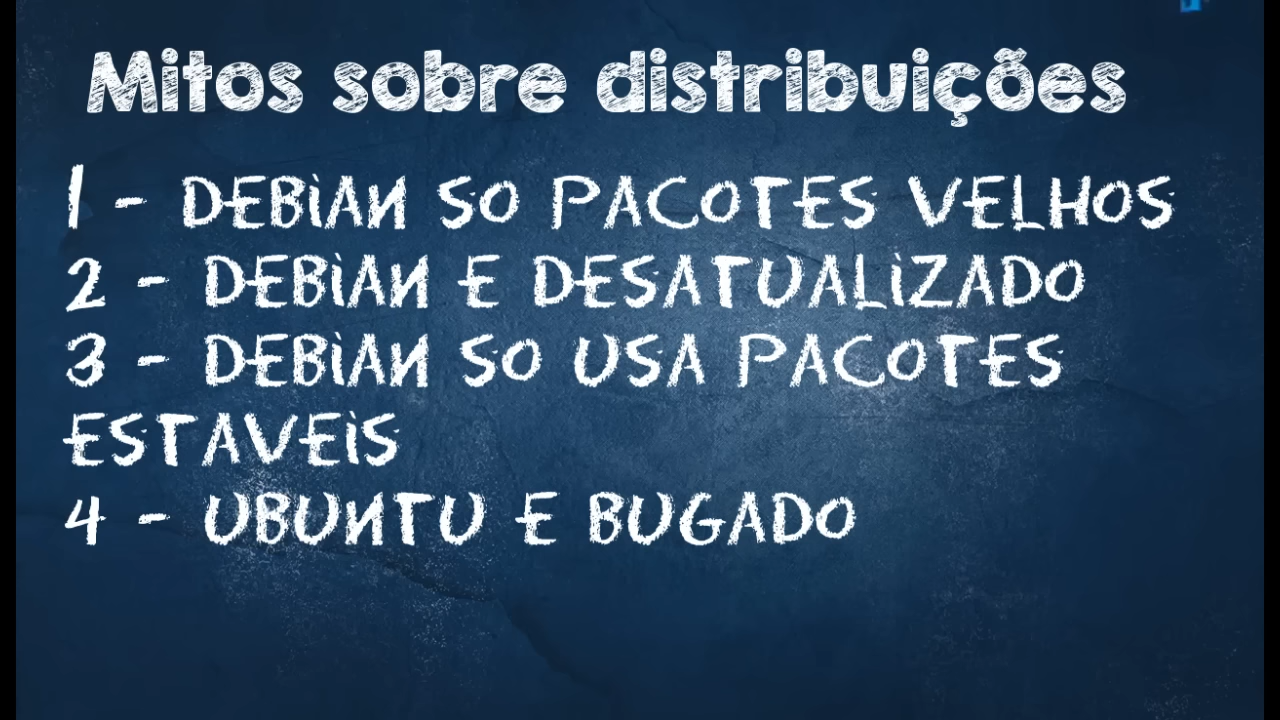 Mitos sobre distribuições
1 - DEBIAN SO PACOTES VELHOS
2 - DEBIAN E DESATUALIZADO
3 - DEBIAN SO USA PACOTES
ESTAVEIS
4 - UBUNTU E BUGADO